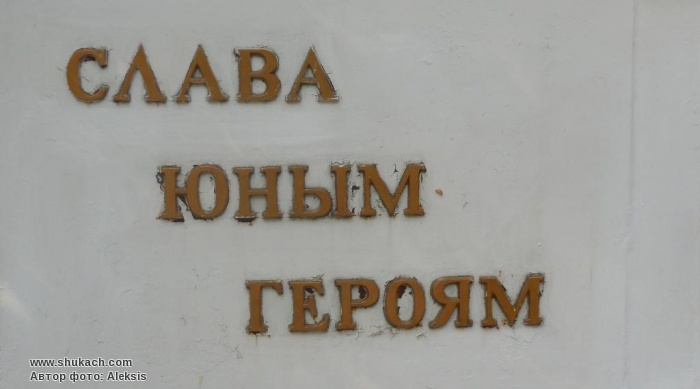 СЛАВА
ЮНЫМ
ГЕРОЯМ
www.shukach.com
Автор фото: Aleksis